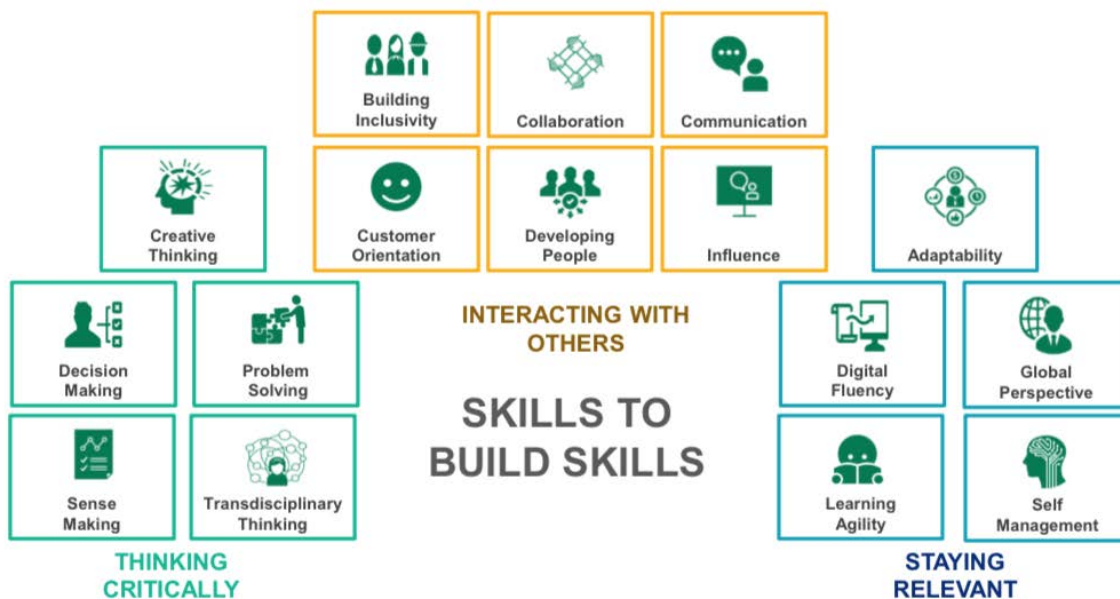 Building
Inclusivity
Collaboration
Communication
Creative
Thinking
Customer
Orientation
Developing
People
Influence
Adaptability
INTERACTING WITH
OTHERS
Decision
Making
Problem
Solving
Digital
Fluency
Global
Perspective
SKILLS TO
BUILD SKILLS
Sense
Making
Transdisciplinary
Thinking
Learning
Agility
Self
Management
THINKING
CRITICALLY
STAYING
RELEVANT